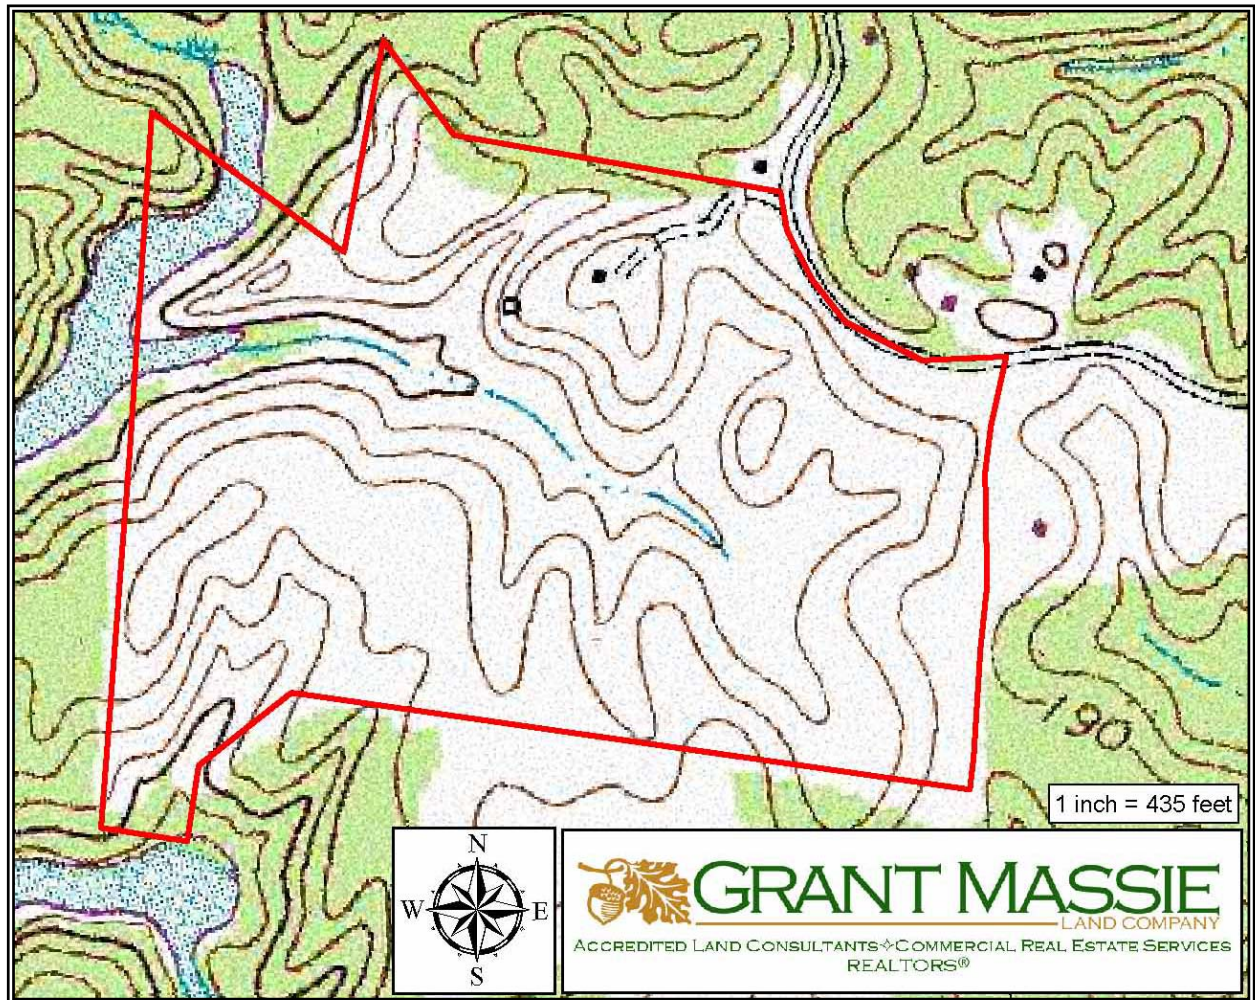 190
1 inch = 435 feet
N
W E
S
GRANT MASSIE
LAND COMPANY
ACCREDITED LAND CONSULTANTS✧COMMERCIAL REAL ESTATE SERVICES
REALTORS®